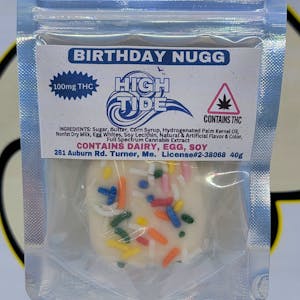 BIRTHDAY NUGG
100mg THC
HIGH
TIDE
CONTAINS THC
INGREDIENTS: Sugar, Butter, Corn Syrup, Hydrogenated Palm Kernel Oil,
Nonfat Dry Milk, Egg Whites, Soy Lecithin, Natural & Artificial Flavor & Color,
Full Spectrum Cannabis Extract
CONTAINS DAIRY, EGG, SOY
261 Auburn Rd. Turner, Me. License#2-38068 40g